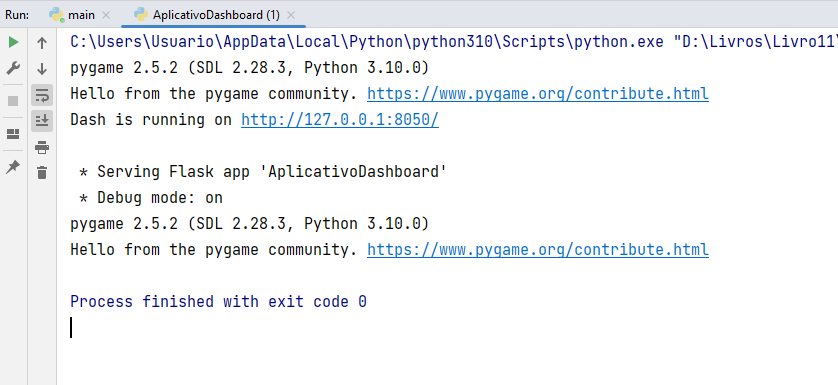 Run: main AplicativoDashboard (1)
C:\Users\Usuario\AppData\Local\Python\python310\Scripts\python.exe "D:\Livros\Livro11\
pygame 2.5.2 (SDL 2.28.3, Python 3.10.0)
Hello from the pygame community. https://www.pygame.org/contribute.html
Dash is running on http://127.0.0.1:8050/
 * Serving Flask app 'AplicativoDashboard'
 * Debug mode: on
pygame 2.5.2 (SDL 2.28.3, Python 3.10.0)
Hello from the pygame community. https://www.pygame.org/contribute.html
Process finished with exit code 0